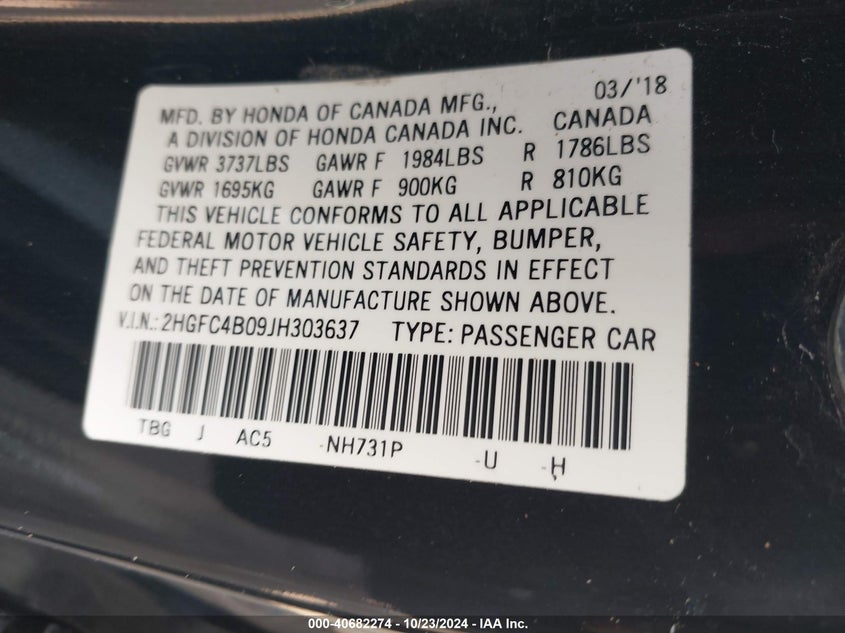 03/'18
MFD. BY HONDA OF CANADA MFG.,
A DIVISION OF HONDA CANADA INC. CANADA
GVWR 3737LBS GAWR F 1984LBS R 1786LBS
GVWR 1695KG GAWR F 900KG R 810KG
THIS VEHICLE CONFORMS TO ALL APPLICABLE
FEDERAL MOTOR VEHICLE SAFETY, BUMPER,
AND THEFT PREVENTION STANDARDS IN EFFECT
ON THE DATE OF MANUFACTURE SHOWN ABOVE.
V.I.N.: 2HGFC4B09JH303637 TYPE: PASSENGER CAR
TBG J AC5 -NH731P -U -H
000-40682274 - 10/23/2024 - IAA Inc.